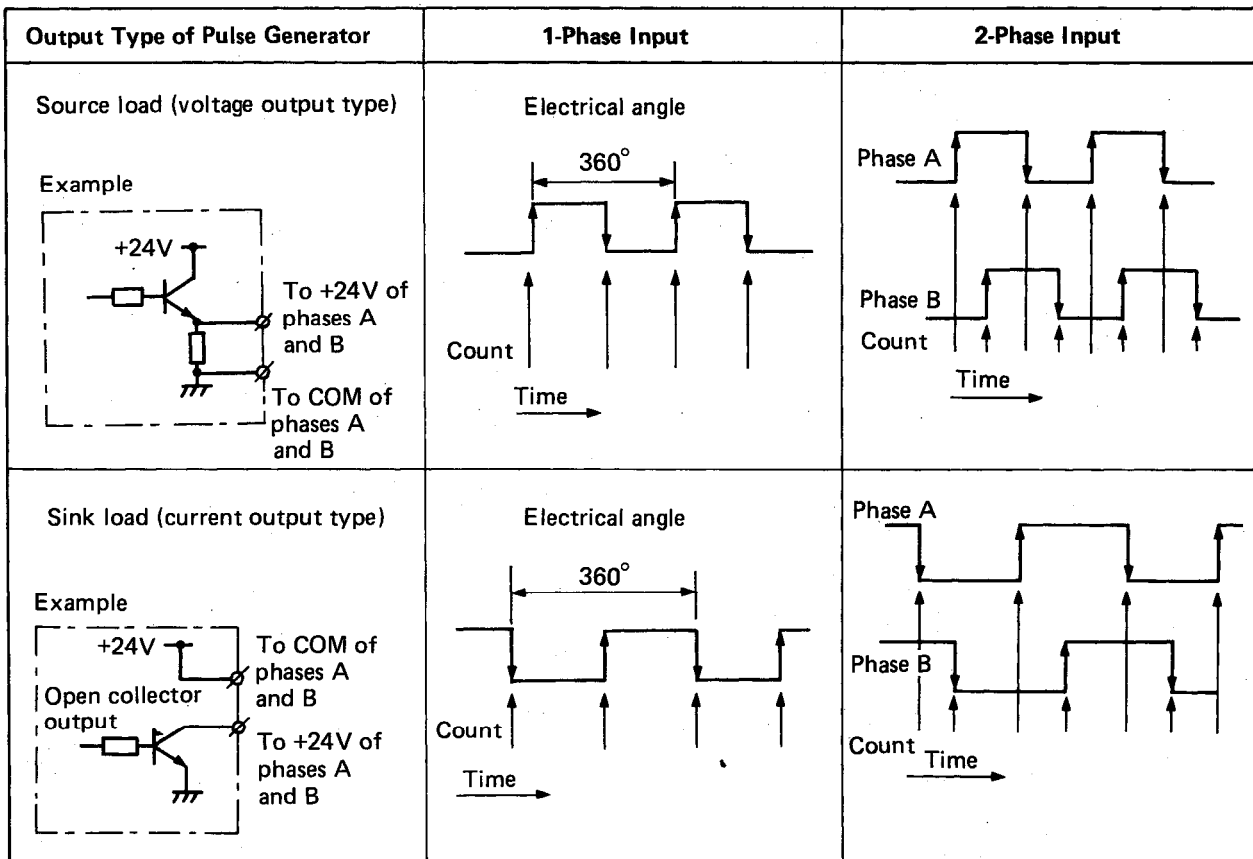 Output Type of Pulse Generator
1-Phase Input
2-Phase Input
Source load (voltage output type)
Example
+24V
To +24V of
phases A
and B
To COM of
phases A
and B
Electrical angle
360°
Count
Time
Phase A
Phase B
Count
Time
Sink load (current output type)
Example
+24V
To COM of
phases A
and B
Open collector
output
To +24V of
phases A
and B
Electrical angle
360°
Count
Time
Phase A
Phase B
Count
Time